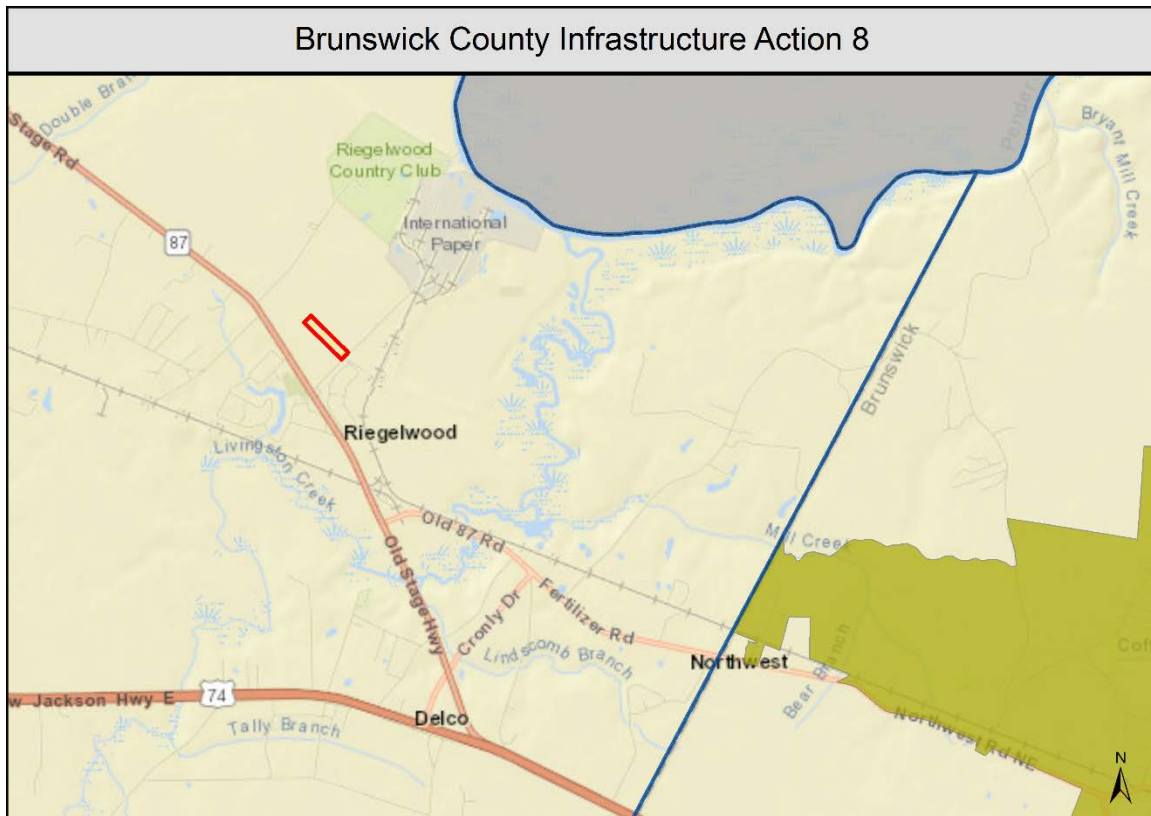 Brunswick County Infrastructure Action 8
Double Bran
Stage Rd
Pender
Bryant Mill Creek
Riegelwood
Country Club
International
Paper
87
Brunswick
Riegelwood
Livingston Creek
Old 87 Rd
Mill Creek
Old Stage Hwy
Cronly Dr
Fertilizer Rd
Lindscomb Branch
Northwest
Bear Branch
Cof
74
w Jackson Hwy E
Delco
Tally Branch
Northwest Rd NE
N